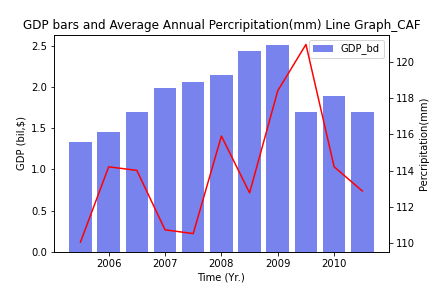 GDP bars and Average Annual Percripitation(mm) Line Graph_CAF
GDP_bd
GDP (bil,$)
2.5
2.0
1.5
1.0
0.5
0.0
120
118
116
114
112
110
Percripitation(mm)
2006 2007 2008 2009 2010
Time (Yr.)